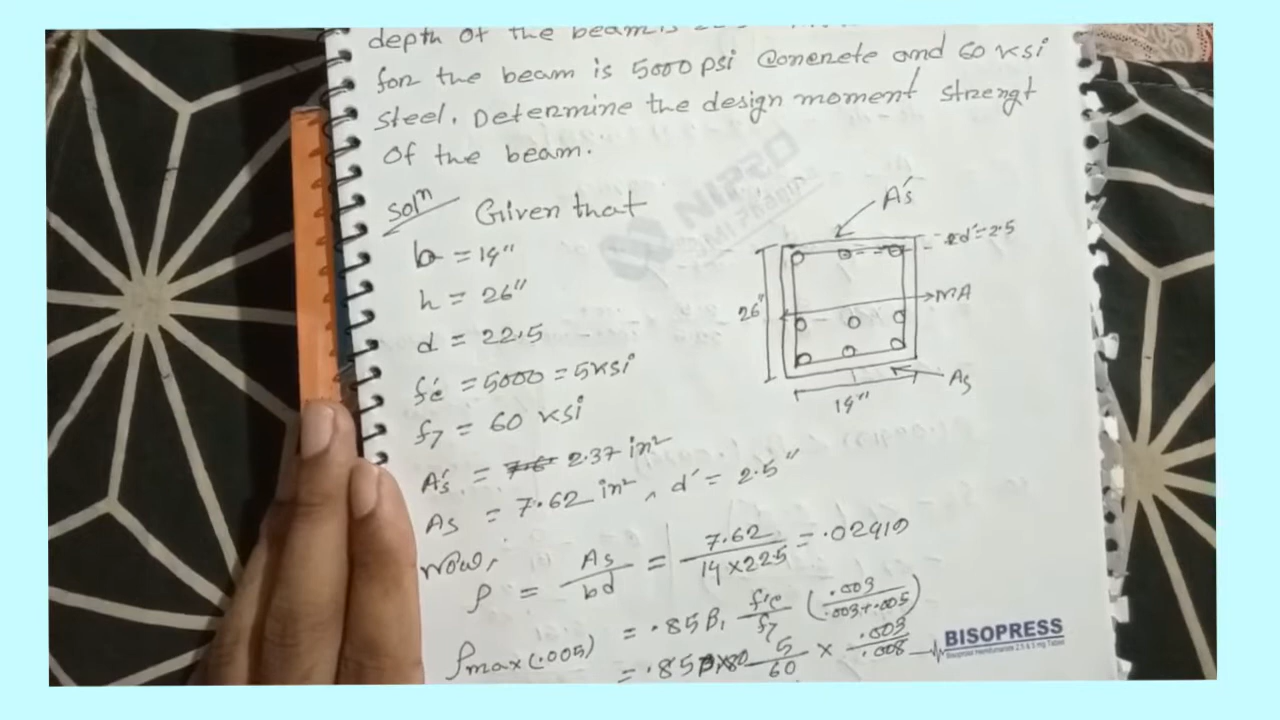 depth of the beam is
for the beam is 5000 psi Concrete and 60 ksi
steel. Determine the design moment strengt
of the beam.
Solⁿ Given that
b = 14"
h = 26"
d = 22.5
f'c = 5000 = 5ksi
fy = 60 ksi
A's = 2.37 in²
As = 7.62 in², d' = 2.5"
Now,
ρ = As/bd = 7.62/14×22.5 = .02419
ρmax(.005) = .85β₁ f'c/fy (.003/.003+.005)
= .85×80 5/60 × .003/.008
A's
d'=2.5
26"
NA
As
14"
BISOPRESS